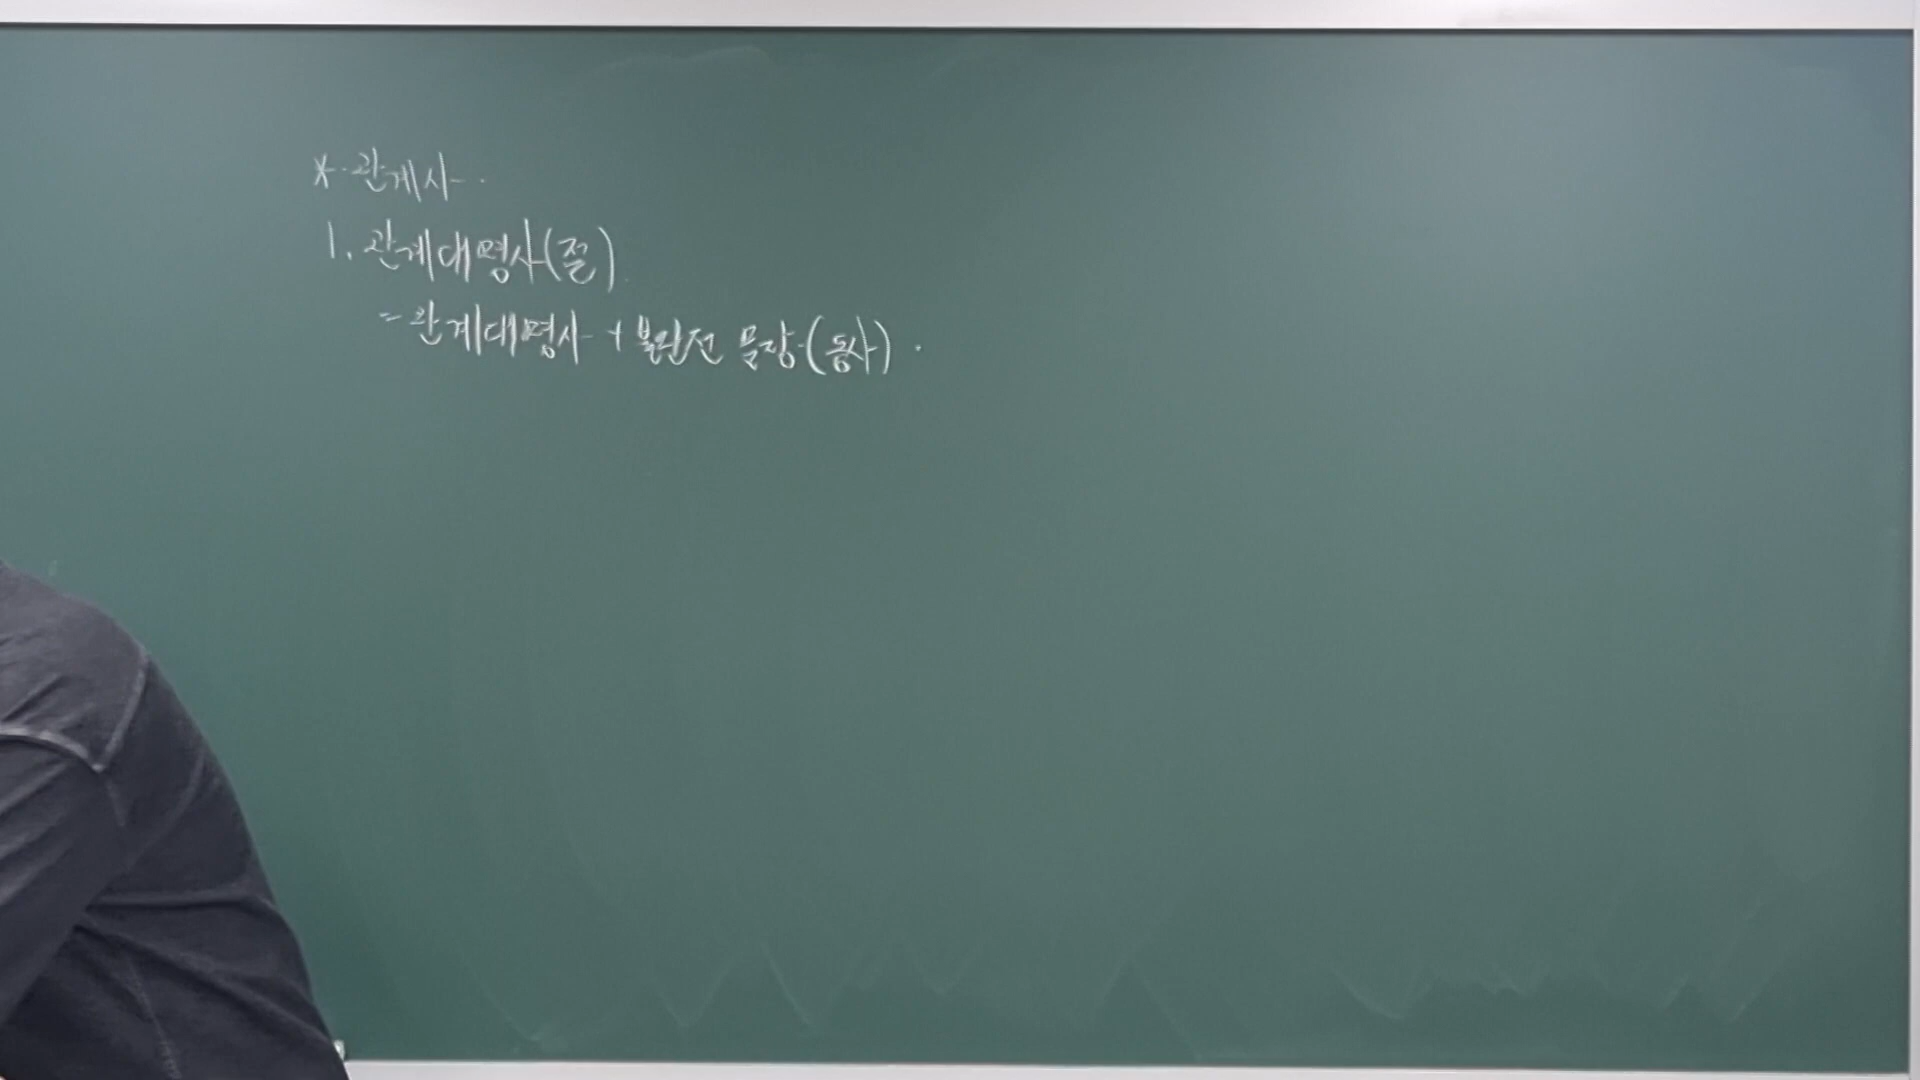 * 관계사
1. 관계대명사(절)
= 관계대명사 + 불완전 문장(동사)